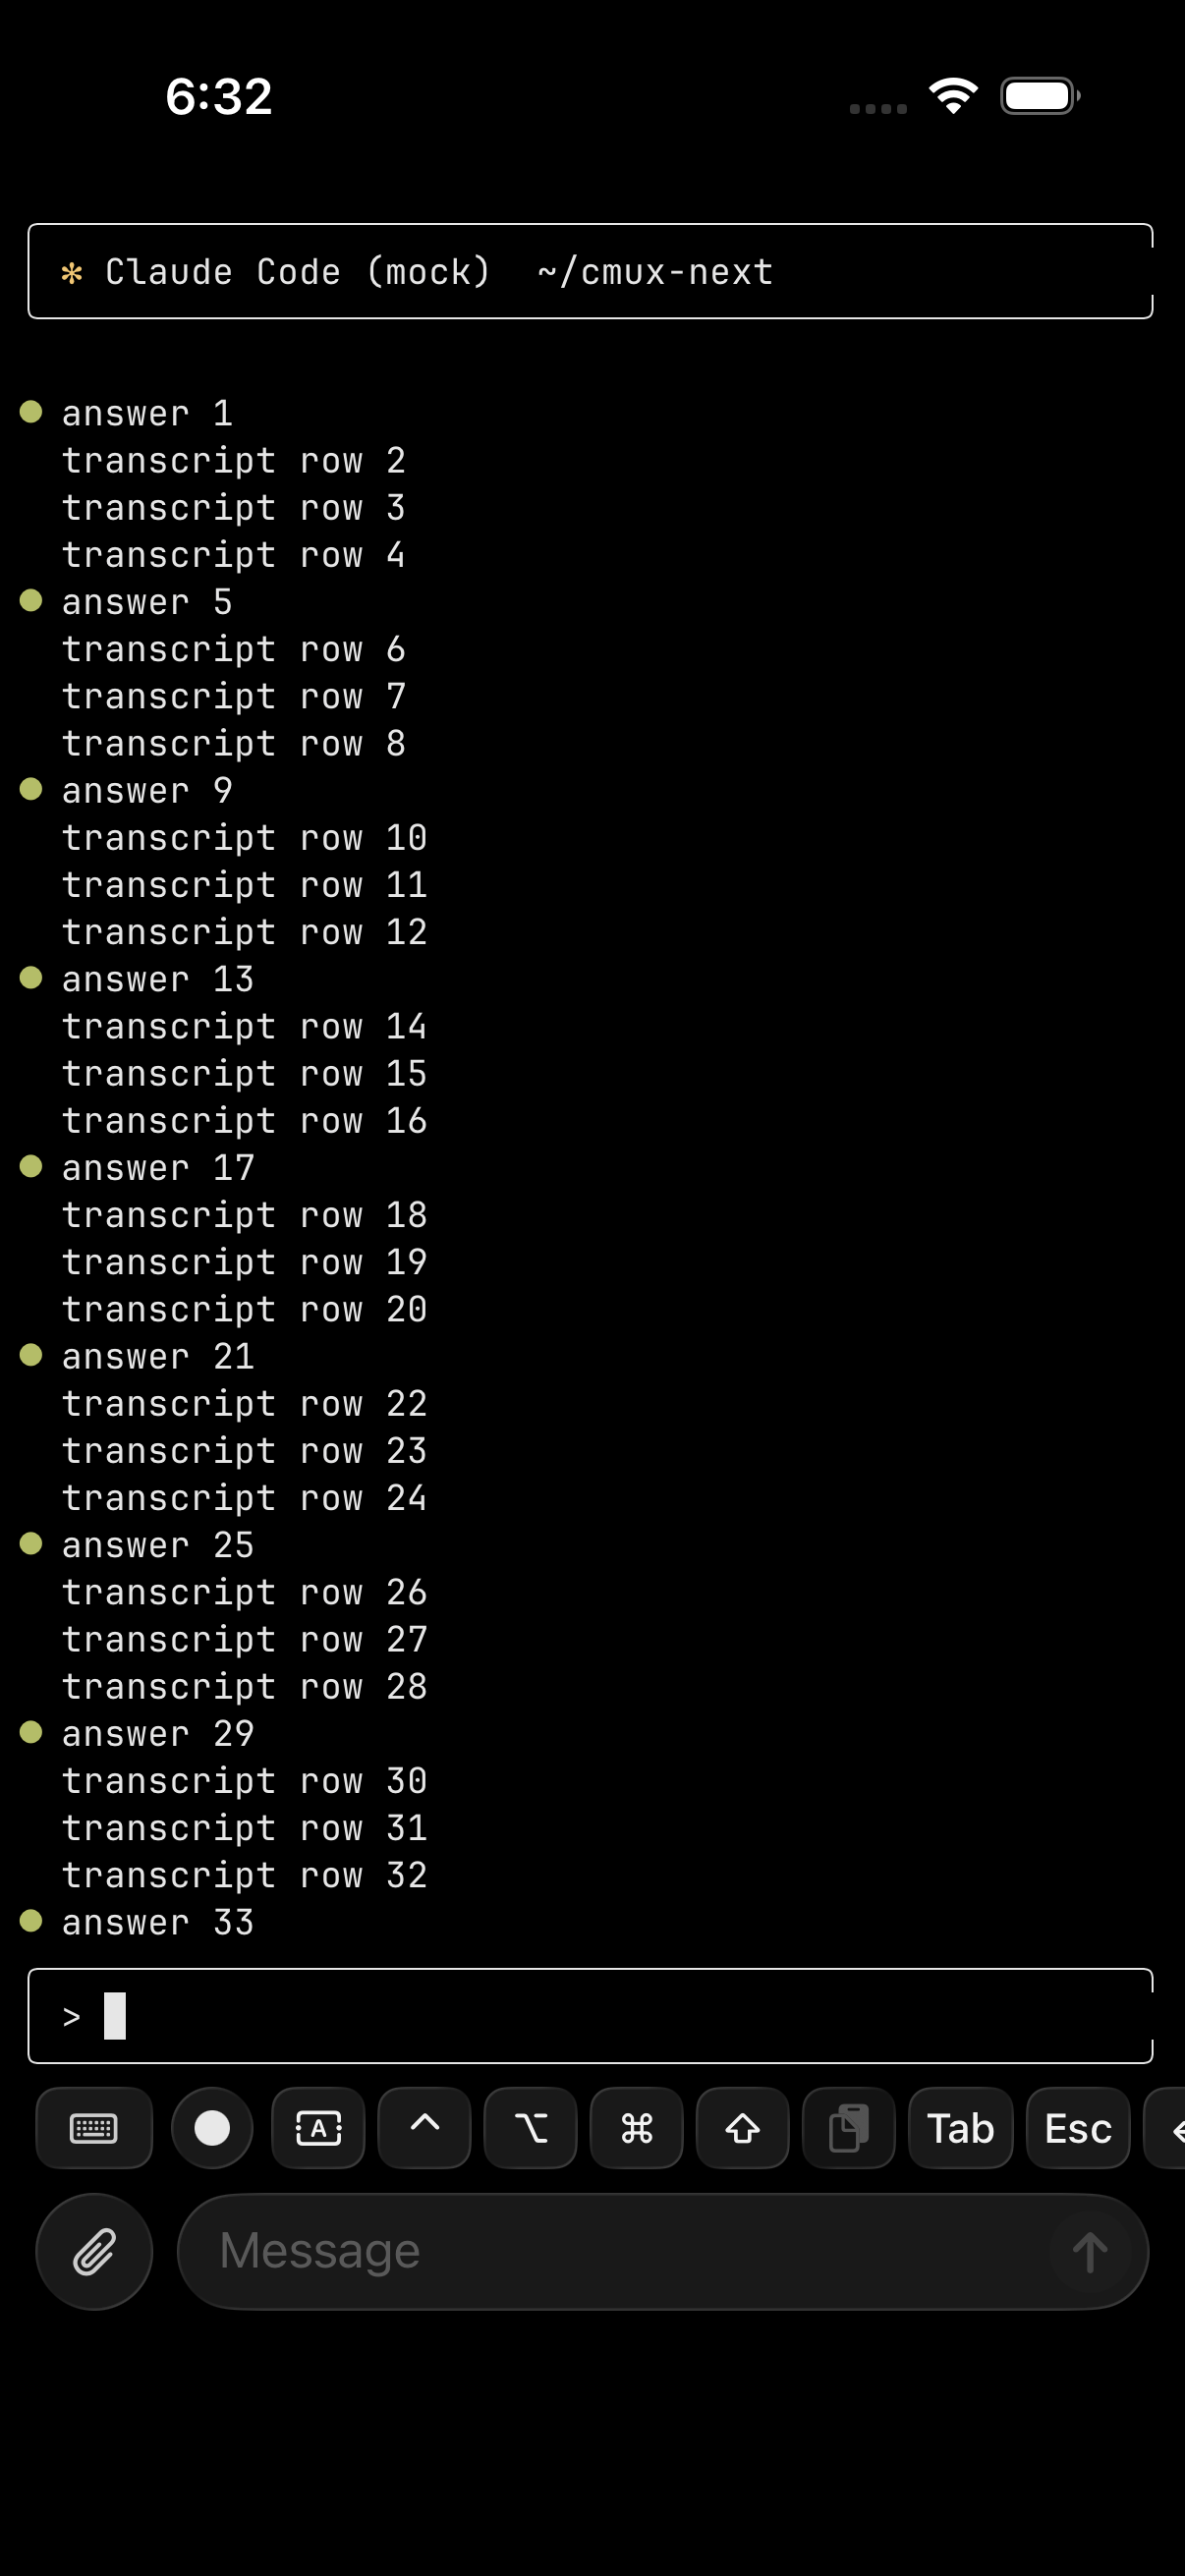 6:32
✻ Claude Code (mock)  ~/cmux-next
● answer 1
transcript row 2
transcript row 3
transcript row 4
● answer 5
transcript row 6
transcript row 7
transcript row 8
● answer 9
transcript row 10
transcript row 11
transcript row 12
● answer 13
transcript row 14
transcript row 15
transcript row 16
● answer 17
transcript row 18
transcript row 19
transcript row 20
● answer 21
transcript row 22
transcript row 23
transcript row 24
● answer 25
transcript row 26
transcript row 27
transcript row 28
● answer 29
transcript row 30
transcript row 31
transcript row 32
● answer 33
>
A ^ ⌥ ⌘ ⇧ Tab Esc
Message